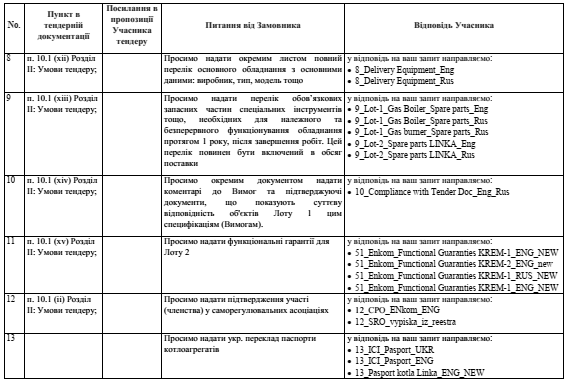 No.
Пункт в
тендерній
документації
Посилання в
пропозиції
Учасника
тендеру
Питання від Замовника
Відповідь Учасника
8
п. 10.1 (xii) Розділ
II: Умови тендеру;
Просимо надати окремим листом повний
перелік основного обладнання з основними
даними: виробник, тип, модель тощо
у відповідь на ваш запит направляємо:
• 8_Delivery Equipment_Eng
• 8_Delivery Equipment_Rus
9
п. 10.1 (xiii) Розділ
II: Умови тендеру;
Просимо надати перелік обов'язкових
запасних частин спеціальних інструментів
тощо, необхідних для належного та
безперервного функціонування обладнання
протягом 1 року, після завершення робіт. Цей
перелік повинен бути включений в обсяг
поставки
у відповідь на ваш запит направляємо:
• 9_Lot-1_Gas Boiler_Spare parts_Eng
• 9_Lot-1_Gas Boiler_Spare parts_Rus
• 9_Lot-1_Gas burner_Spare parts_Rus
• 9_Lot-2_Spare parts LINKA_Eng
• 9_Lot-2_Spare parts LINKA_Rus
10
п. 10.1 (xiv) Розділ
II: Умови тендеру;
Просимо окремим документом надати
коментарі до Вимог та підтверджуючі
документи, що показують суттєву
відповідність об'єктів Лоту 1 цим
специфікаціям (Вимогам).
у відповідь на ваш запит направляємо:
• 10_Compliance with Tender Doc_Eng_Rus
11
п. 10.1 (xv) Розділ
II: Умови тендеру;
Просимо надати функціональні гарантії для
Лоту 2
у відповідь на ваш запит направляємо:
• 51_Enkom_Functional Guaranties KREM-1_ENG_NEW
• 51_Enkom_Functional Guaranties KREM-2_ENG_new
• 51_Enkom_Functional Guaranties KREM-1_RUS_NEW
• 51_Enkom_Functional Guaranties KREM-1_ENG_NEW
12
п. 10.1 (ii) Розділ
II: Умови тендеру;
Просимо надати підтвердження участі
(членства) у саморегулювальних асоціаціях
у відповідь на ваш запит направляємо:
• 12_СРО_ENkom_ENG
• 12_SRO_vypiska_iz_reestra
13
Просимо надати укр. переклад паспорти
котлоагрегатів
у відповідь на ваш запит направляємо:
• 13_ICI_Pasport_UKR
• 13_ICI_Pasport_ENG
• 13_Pasport kotla Linka_ENG_NEW